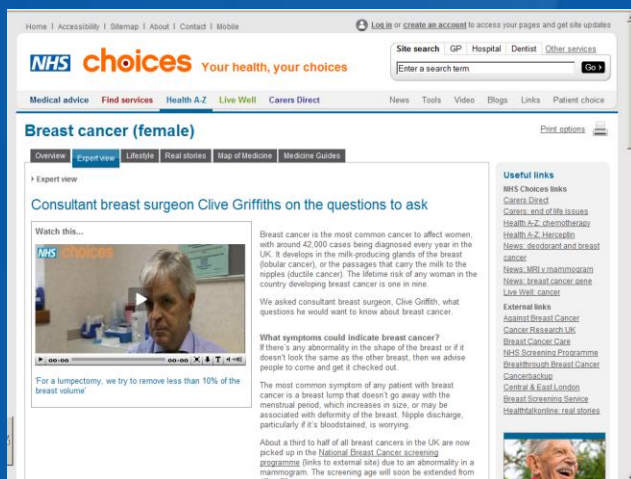 Home | Accessibility | Sitemap | About | Contact | Mobile
Log in or create an account to access your pages and get site updates
NHS choices Your health, your choices
Site search GP Hospital Dentist Other services
Enter a search term Go
Medical advice Find services Health A-Z Live Well Carers Direct
News Tools Video Blogs Links Patient choice
Breast cancer (female)
Print options
Overview Expert view Lifestyle Real stories Map of Medicine Medicine Guides
Expert view
Consultant breast surgeon Clive Griffiths on the questions to ask
Watch this...
NHS choices
00:00 00:00
'For a lumpectomy, we try to remove less than 10% of the
breast volume'
Breast cancer is the most common cancer to affect women,
with around 42,000 cases being diagnosed every year in the
UK. It develops in the milk-producing glands of the breast
(lobular cancer), or the passages that carry the milk to the
nipples (ductile cancer). The lifetime risk of any woman in the
country developing breast cancer is one in nine.
We asked consultant breast surgeon, Clive Griffith, what
questions he would want to know about breast cancer.
What symptoms could indicate breast cancer?
If there's any abnormality in the shape of the breast or if it
doesn't look the same as the other breast, then we advise
people to come and get it checked out.
The most common symptom of any patient with breast
cancer is a breast lump that doesn't go away with the
menstrual period, which increases in size, or may be
associated with deformity of the breast. Nipple discharge,
particularly if it's bloodstained, is worrying.
About a third to half of all breast cancers in the UK are now
picked up in the National Breast Cancer screening
programme (links to external site) due to an abnormality in a
mammogram. The screening age will soon be extended from
Useful links
NHS Choices links
Carers Direct
Carers: end of life issues
Health A-Z: chemotherapy
Health A-Z: Herceptin
News: deodorant and breast
cancer
News: MRI v mammogram
News: breast cancer gene
Live Well: cancer
External links
Against Breast Cancer
Cancer Research UK
Breast Cancer Care
NHS Screening Programme
Breakthrough Breast Cancer
Cancerbackup
Central & East London
Breast Screening Service
Healthtalkonline: real stories